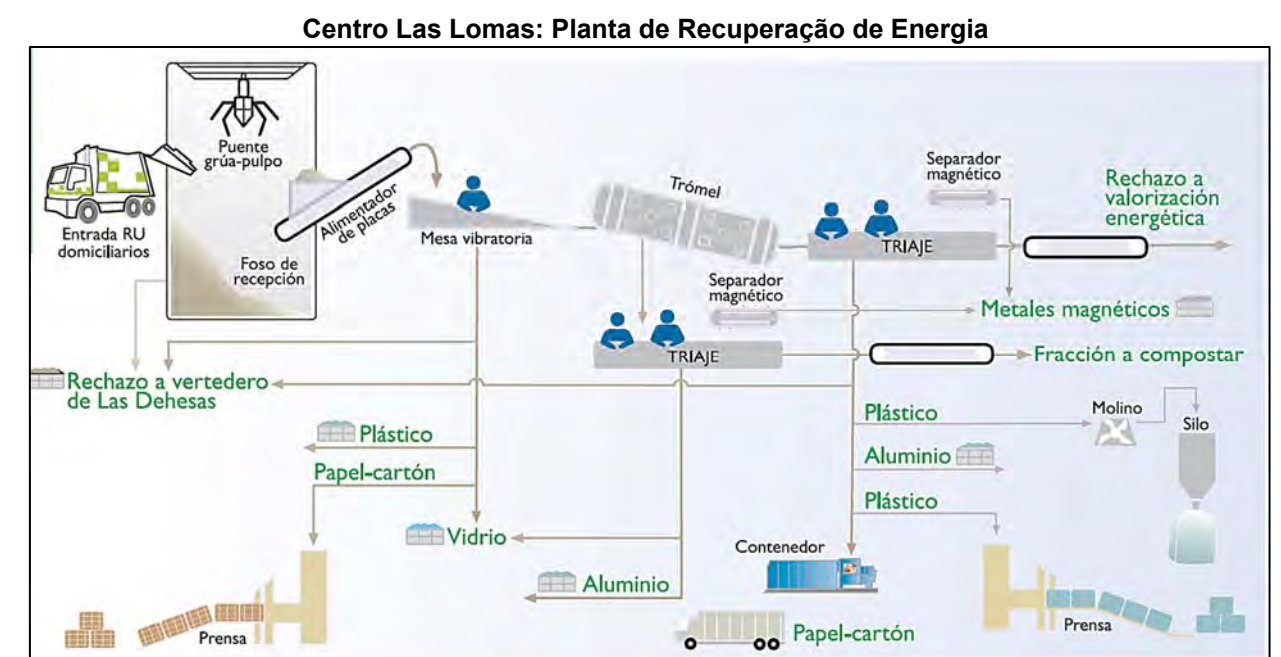 Centro Las Lomas: Planta de Recuperação de Energia
Puente
grúa-pulpo
Entrada RU
domiciliarios
Foso de
recepción
Alimentador
de placas
Mesa vibratoria
Trómel
Separador
magnético
TRIAJE
Rechazo a
valorización
energética
Separador
magnético
Metales magnéticos
TRIAJE
Fracción a compostar
Rechazo a vertedero
de Las Dehesas
Plástico
Molino
Silo
Plástico
Papel-cartón
Aluminio
Plástico
Vidrio
Contenedor
Aluminio
Prensa
Papel-cartón
Prensa